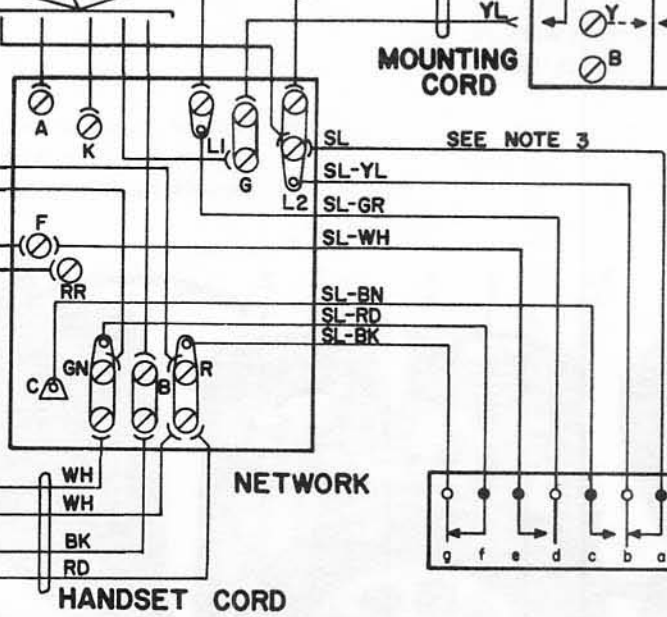 YL
Y
B
MOUNTING
CORD
A
K
L1
G
L2
SL
SEE NOTE 3
SL-YL
SL-GR
SL-WH
F
RR
SL-BN
SL-RD
SL-BK
GN
B
R
C
NETWORK
WH
WH
BK
RD
HANDSET CORD
g f e d c b a